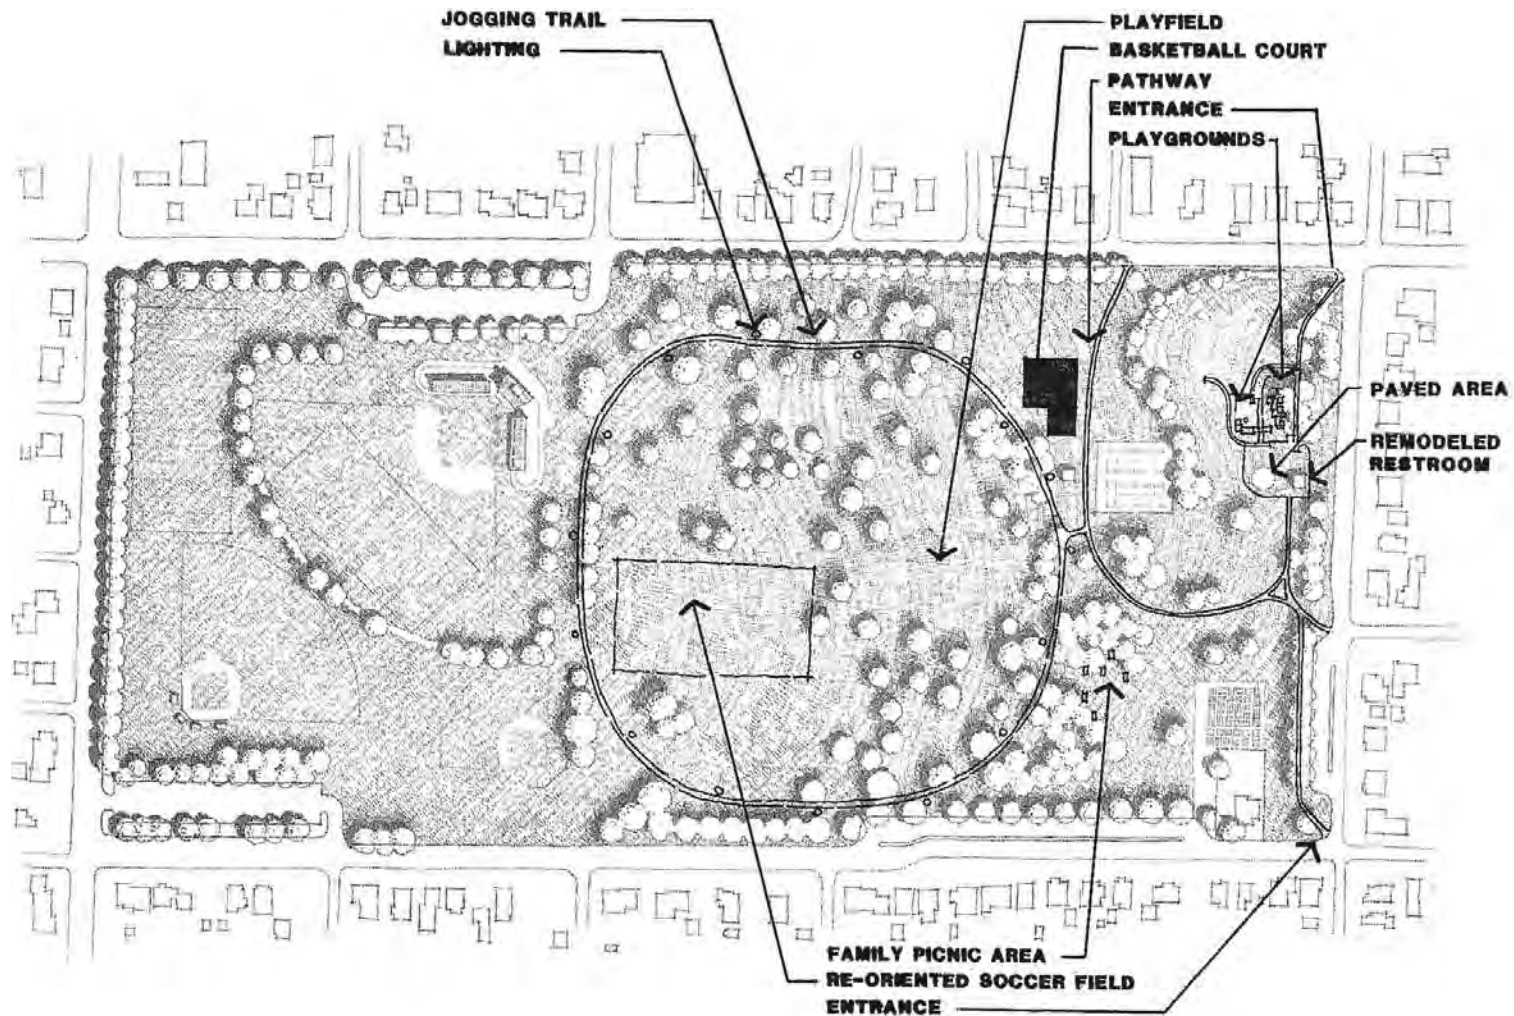 JOGGING TRAIL
LIGHTING
PLAYFIELD
BASKETBALL COURT
PATHWAY
ENTRANCE
PLAYGROUNDS
PAVED AREA
REMODELED
RESTROOM
FAMILY PICNIC AREA
RE-ORIENTED SOCCER FIELD
ENTRANCE